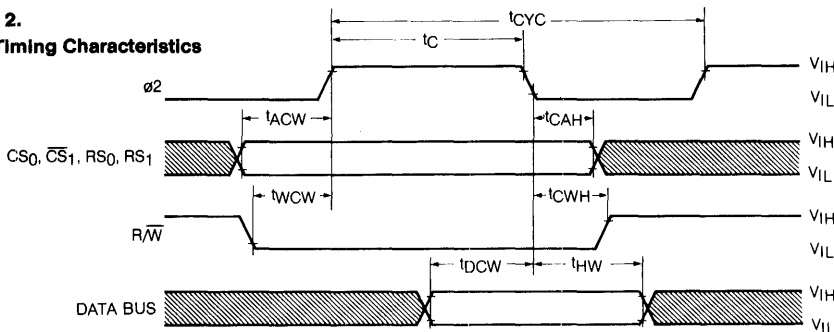 2.
Timing Characteristics
tCYC
tC
ø2
VIH
VIL
tACW
tCAH
CS0, C̅S̅1, RS0, RS1
VIH
VIL
tWCW
tCWH
R/W̅
VIH
VIL
tDCW
tHW
DATA BUS
VIH
VIL